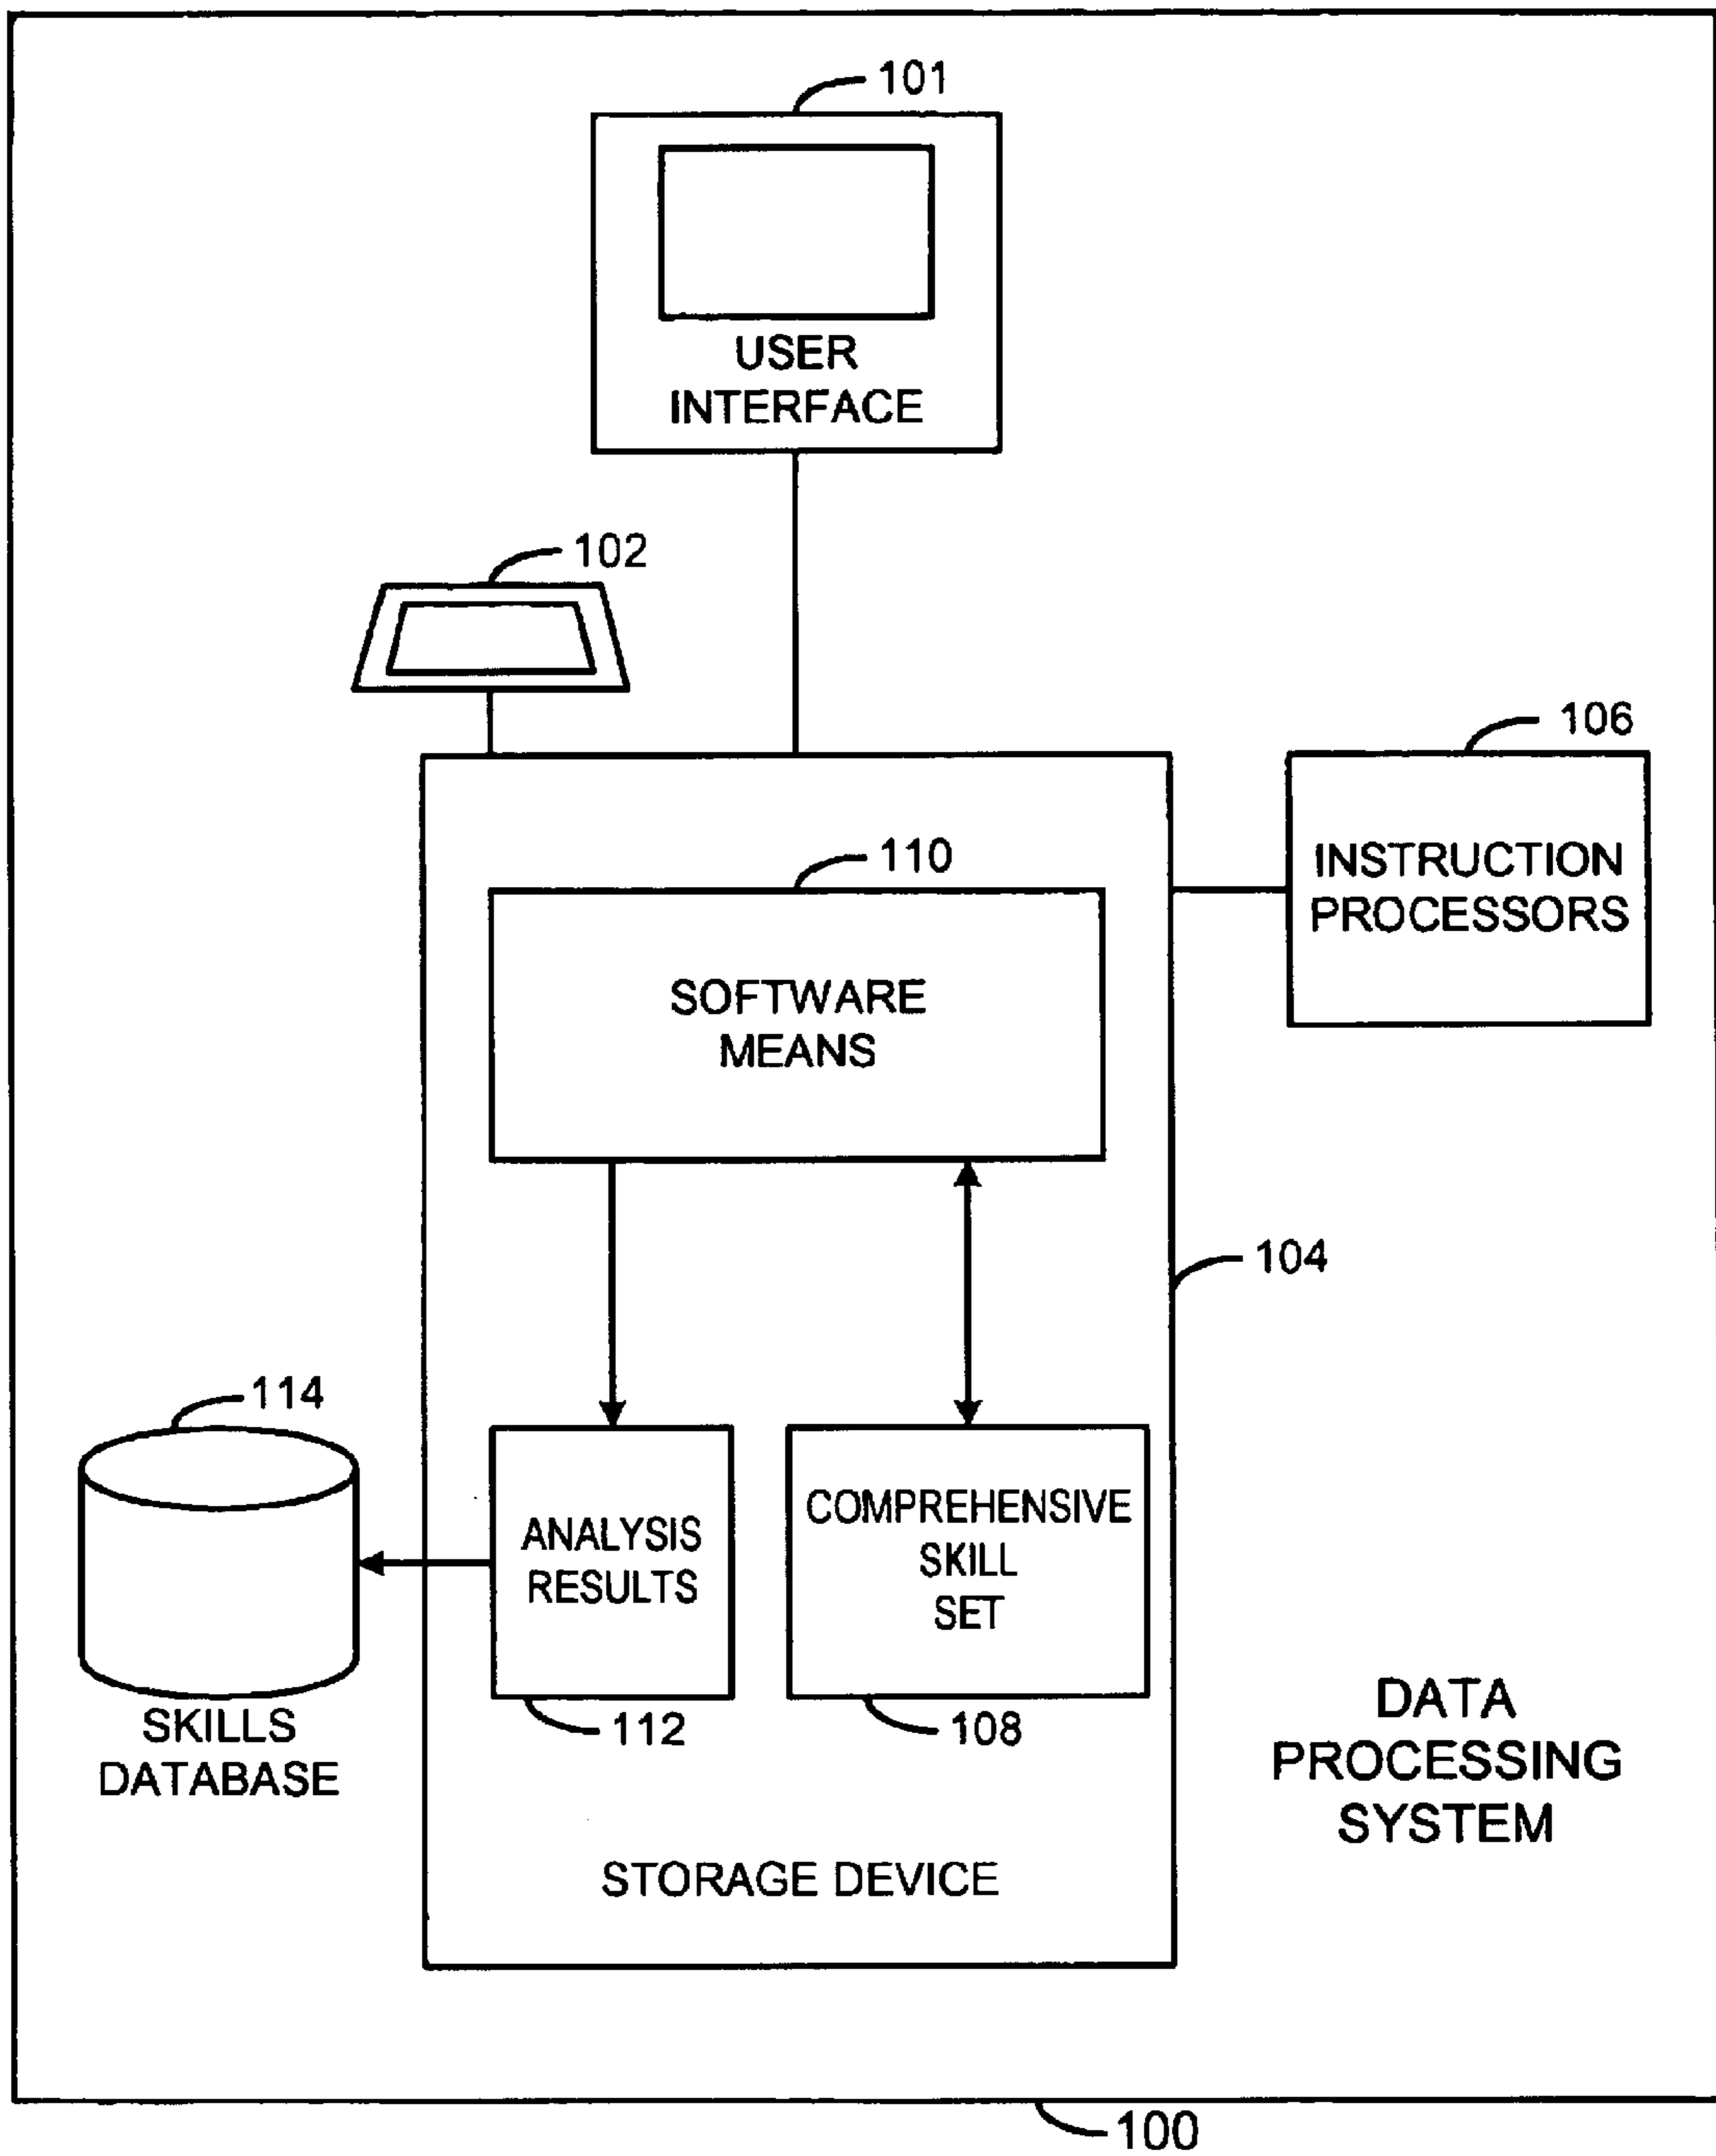 101
USER
INTERFACE
102
106
INSTRUCTION
PROCESSORS
110
SOFTWARE
MEANS
104
114
ANALYSIS
RESULTS
COMPREHENSIVE
SKILL
SET
112
108
SKILLS
DATABASE
DATA
PROCESSING
SYSTEM
STORAGE DEVICE
100